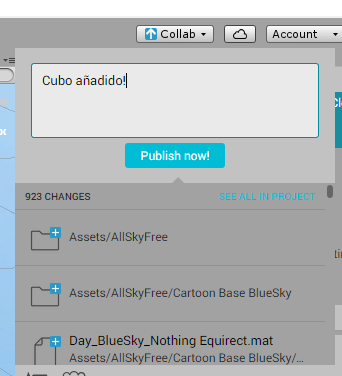 Collab
Account
Cubo añadido!
Publish now!
923 CHANGES SEE ALL IN PROJECT
Assets/AllSkyFree
Assets/AllSkyFree/Cartoon Base BlueSky
Day_BlueSky_Nothing Equirect.mat
Assets/AllSkyFree/Cartoon Base BlueSky/...